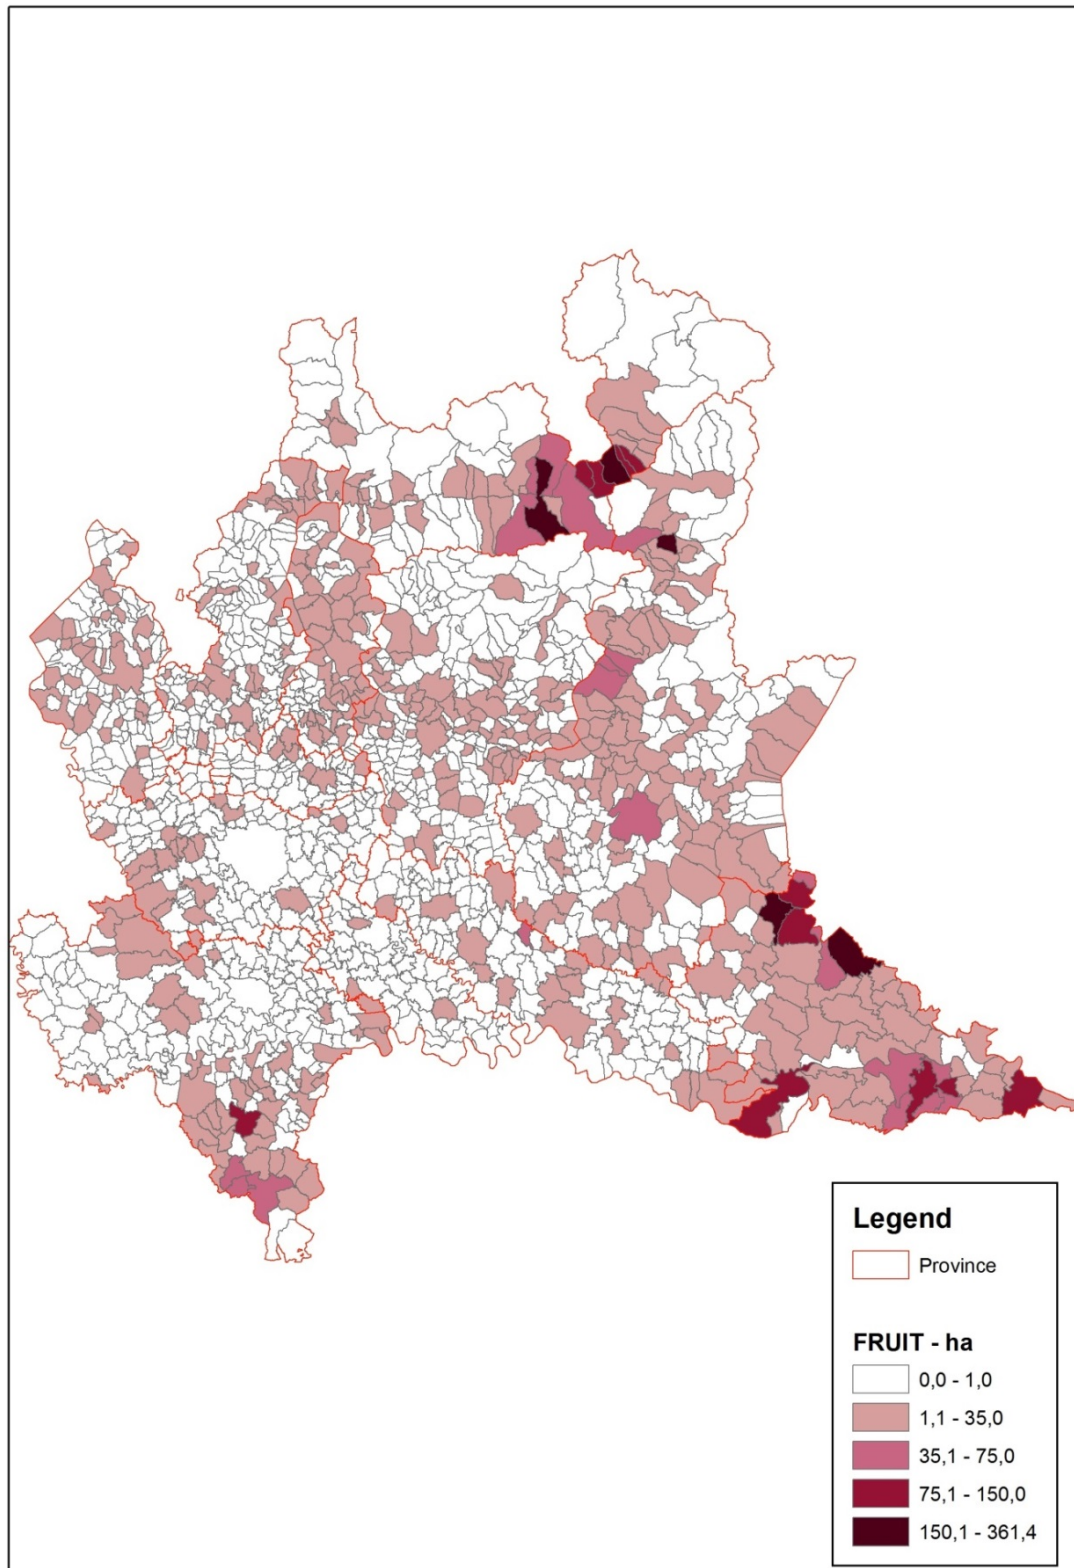 Legend
Province
FRUIT - ha
0,0 - 1,0
1,1 - 35,0
35,1 - 75,0
75,1 - 150,0
150,1 - 361,4